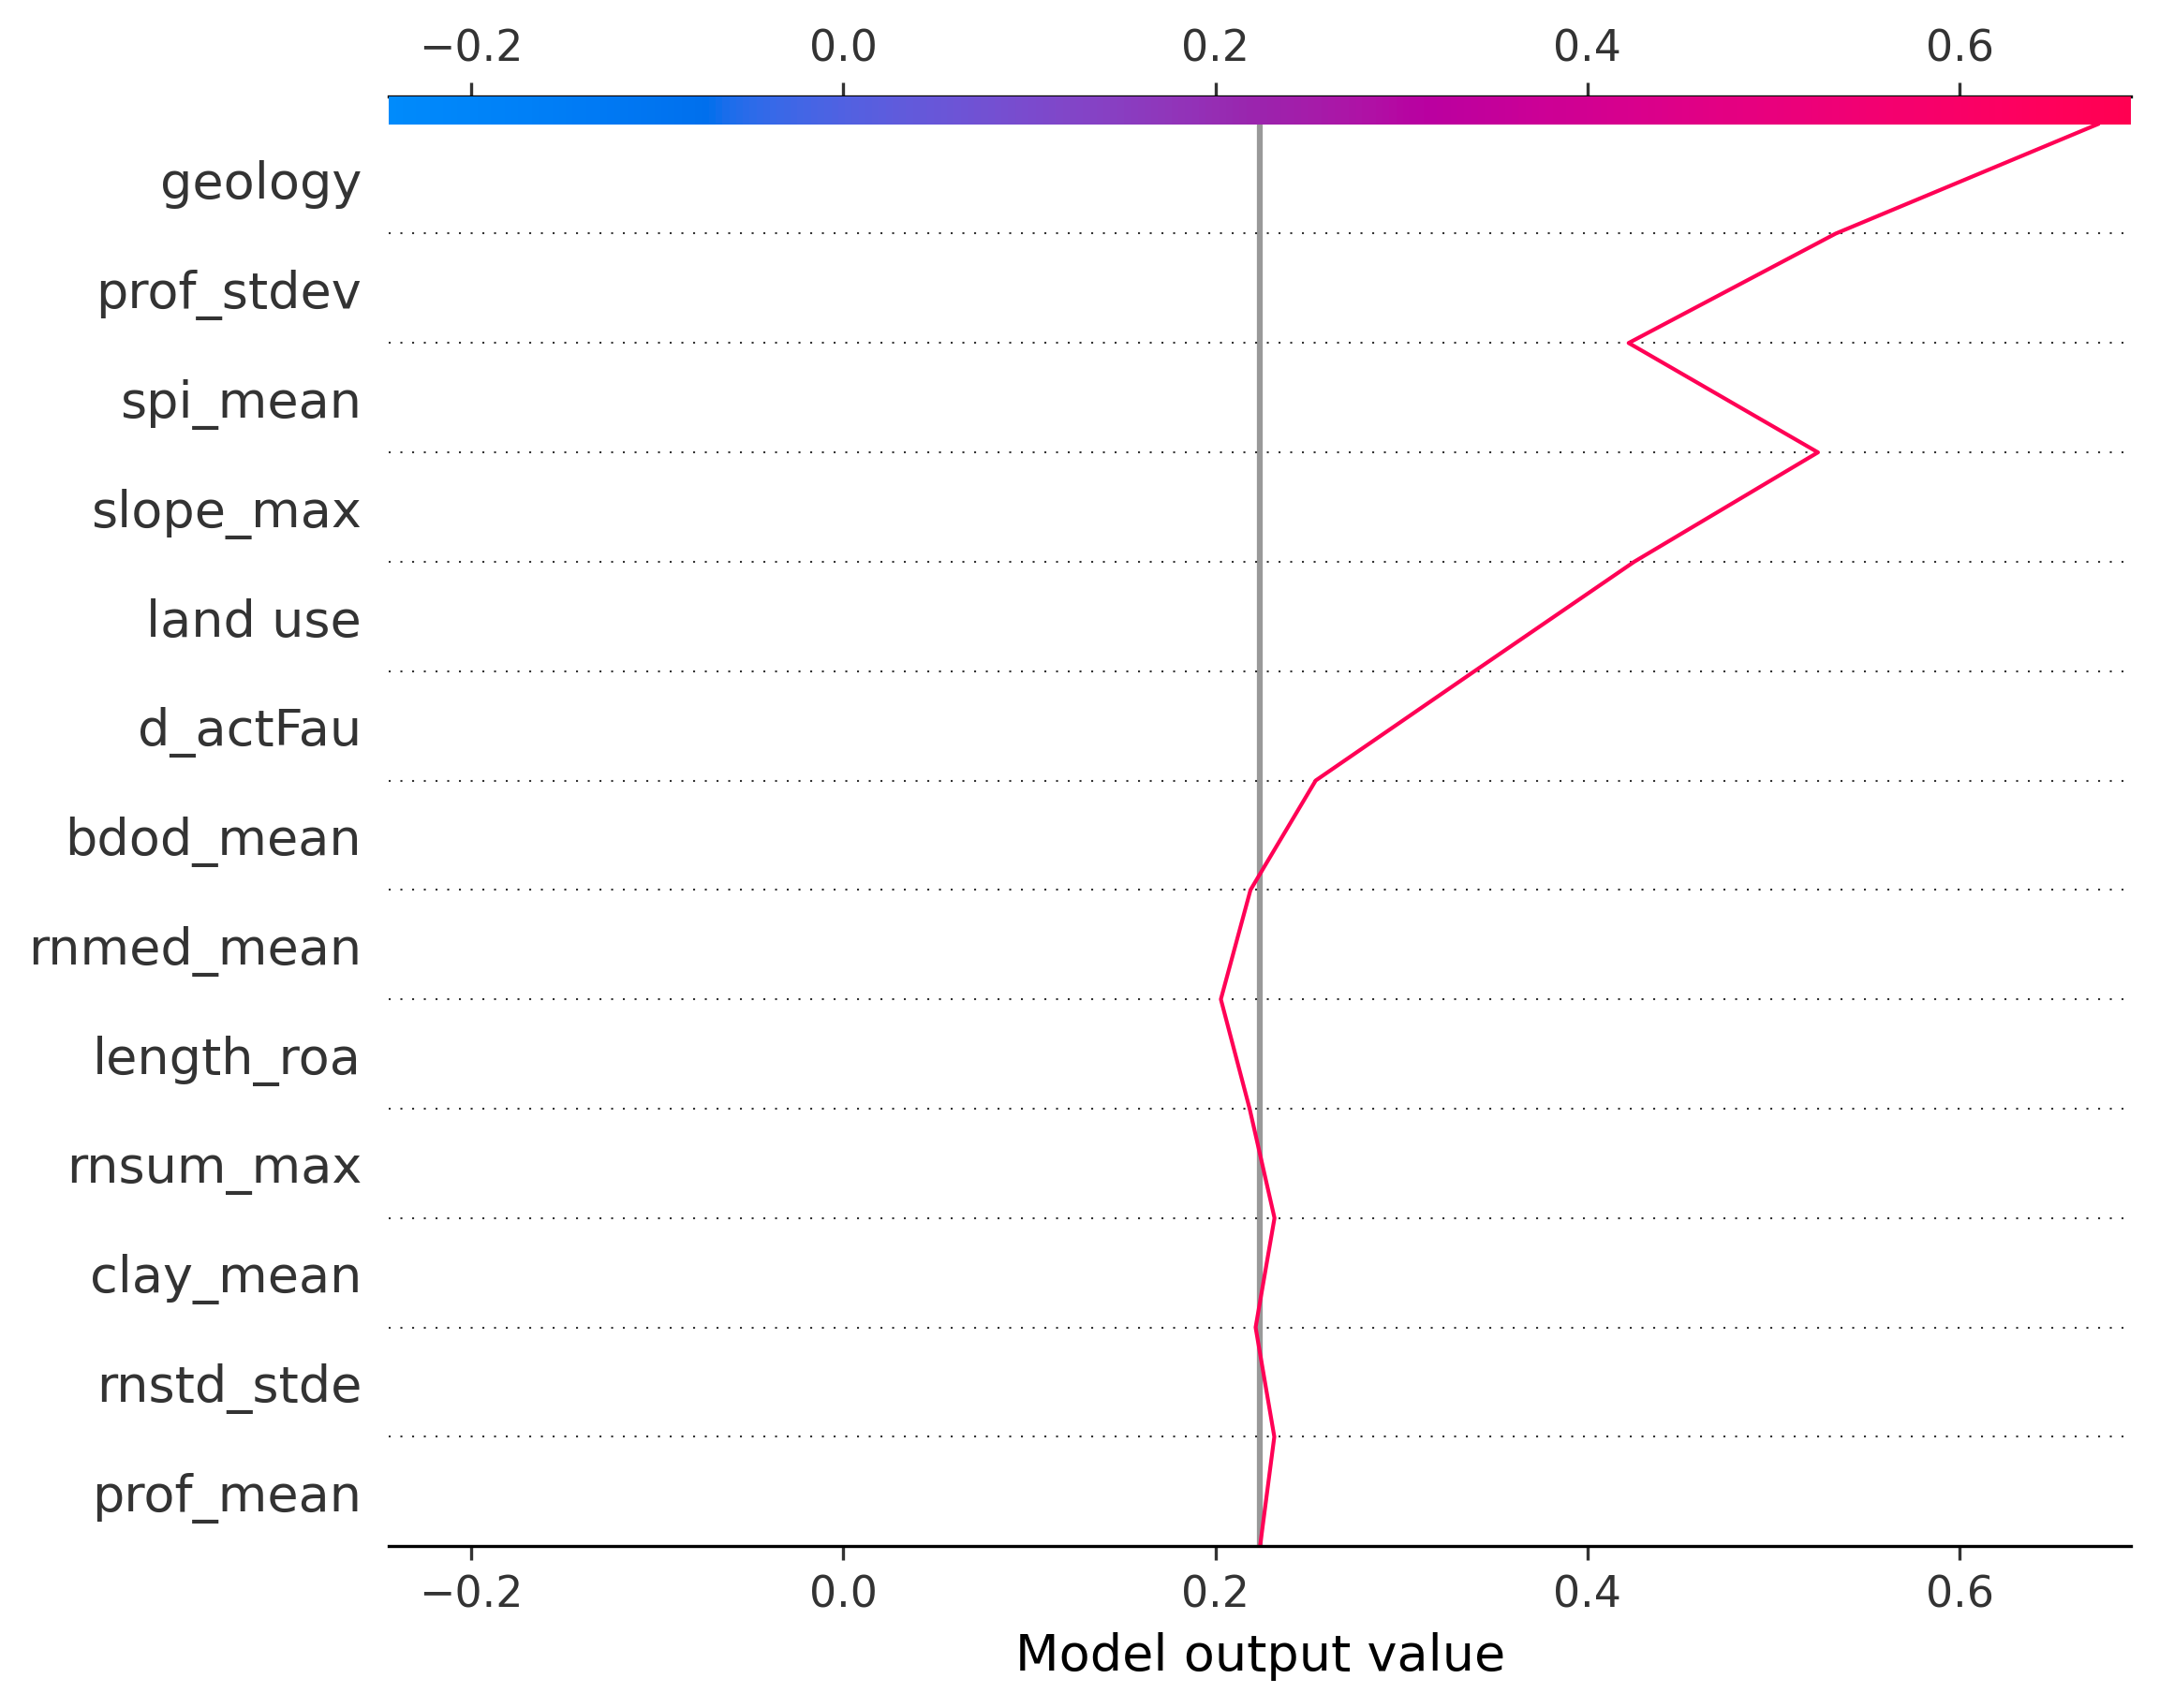 −0.2 0.0 0.2 0.4 0.6
geology
prof_stdev
spi_mean
slope_max
land use
d_actFau
bdod_mean
rnmed_mean
length_roa
rnsum_max
clay_mean
rnstd_stde
prof_mean
−0.2 0.0 0.2 0.4 0.6
Model output value